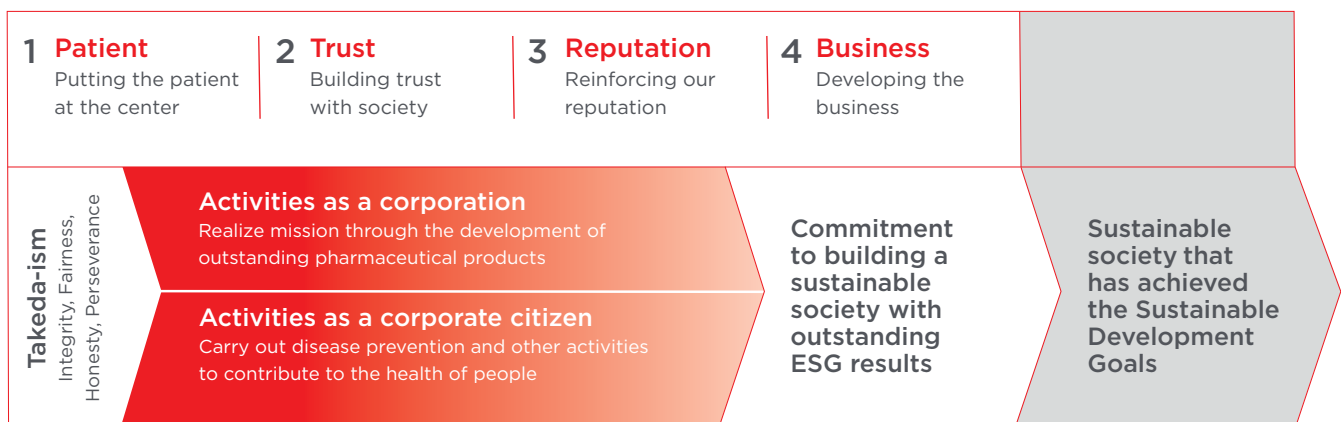 1 Patient
Putting the patient
at the center
2 Trust
Building trust
with society
3 Reputation
Reinforcing our
reputation
4 Business
Developing the
business
Takeda-ism
Integrity, Fairness,
Honesty, Perseverance
Activities as a corporation
Realize mission through the development of
outstanding pharmaceutical products
Activities as a corporate citizen
Carry out disease prevention and other activities
to contribute to the health of people
Commitment
to building a
sustainable
society with
outstanding
ESG results
Sustainable
society that
has achieved
the Sustainable
Development
Goals